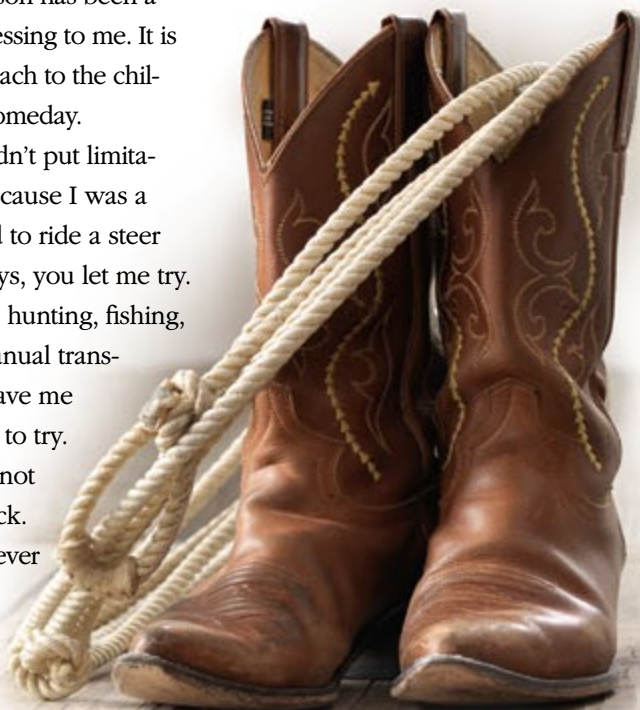 son has been a
essing to me. It is
ach to the chil-
omeday.
dn't put limita-
cause I was a
d to ride a steer
ys, you let me try.
hunting, fishing,
anual trans-
ave me
to try.
not
ck.
ever